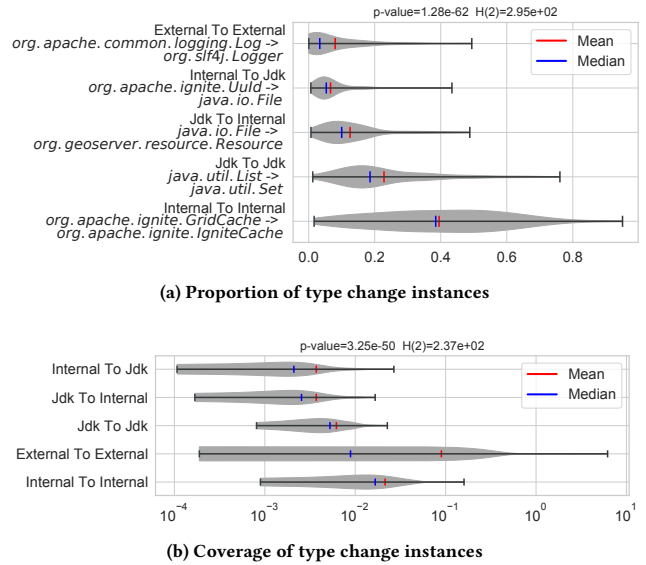 p-value=1.28e-62 H(2)=2.95e+02
External To External
org.apache.common.logging.Log ->
org.slf4j.Logger
Internal To Jdk
org.apache.ignite.UuId ->
java.io.File
Jdk To Internal
java.io.File ->
org.geoserver.resource.Resource
Jdk To Jdk
java.util.List ->
java.util.Set
Internal To Internal
org.apache.ignite.GridCache ->
org.apache.ignite.IgniteCache
Mean
Median
0.0 0.2 0.4 0.6 0.8
(a) Proportion of type change instances
p-value=3.25e-50 H(2)=2.37e+02
Internal To Jdk
Jdk To Internal
Jdk To Jdk
External To External
Internal To Internal
Mean
Median
10⁻⁴ 10⁻³ 10⁻² 10⁻¹ 10⁰ 10¹
(b) Coverage of type change instances